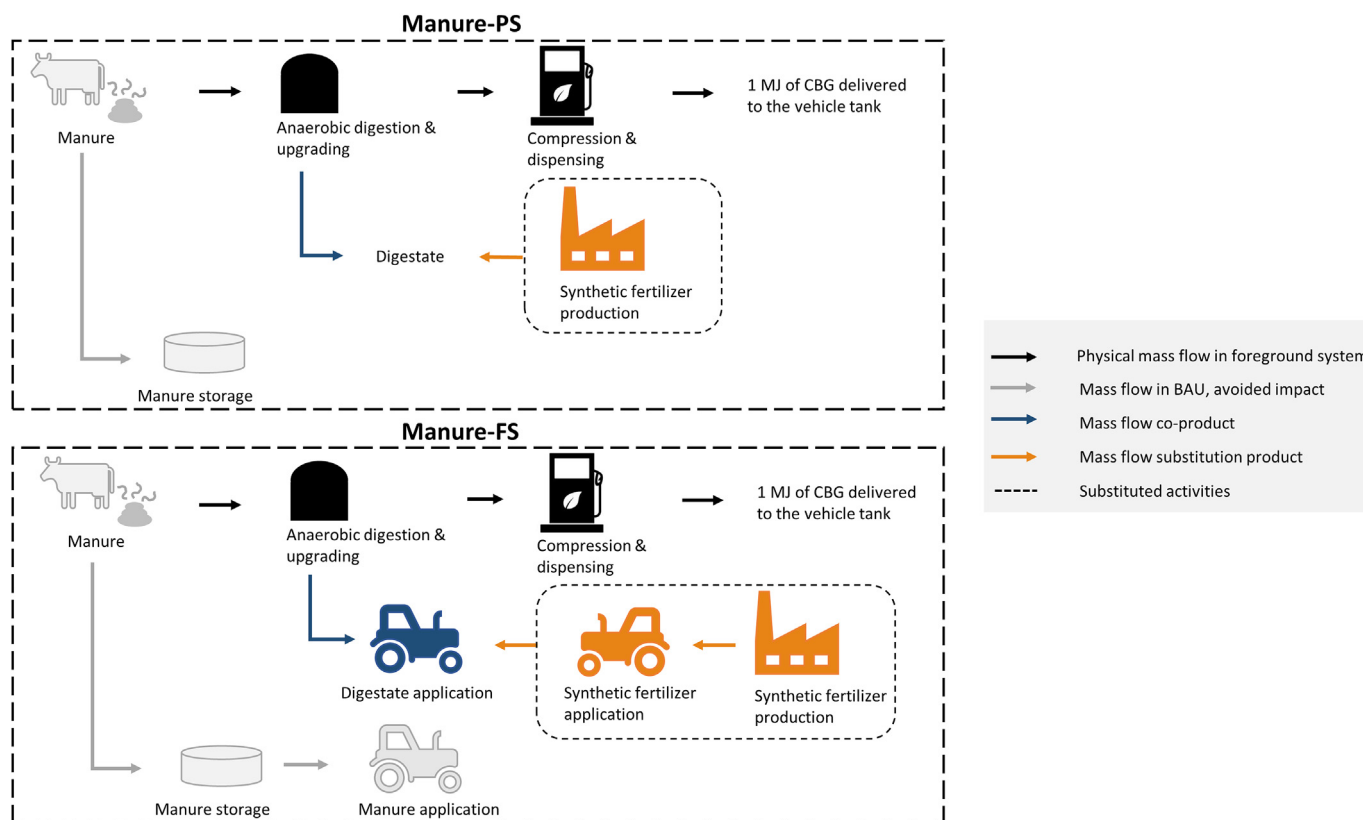 Manure-PS
Manure
Anaerobic digestion &
upgrading
Compression &
dispensing
1 MJ of CBG delivered
to the vehicle tank
Digestate
Synthetic fertilizer
production
Manure storage
Physical mass flow in foreground system
Mass flow in BAU, avoided impact
Mass flow co-product
Mass flow substitution product
Substituted activities
Manure-FS
Manure
Anaerobic digestion &
upgrading
Compression &
dispensing
1 MJ of CBG delivered
to the vehicle tank
Digestate application
Synthetic fertilizer
application
Synthetic fertilizer
production
Manure storage
Manure application